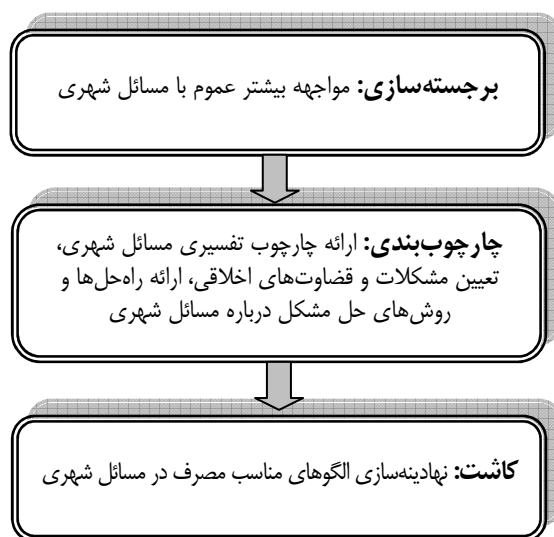 برجسته‌سازی: مواجهه بیشتر عموم با مسائل شهری
چارچوب‌بندی: ارائه چارچوب تفسیری مسائل شهری،
تعیین مشکلات و قضاوت‌های اخلاقی، ارائه راه‌حل‌ها و
روش‌های حل مشکل درباره مسائل شهری
کاشت: نهادینه‌سازی الگوهای مناسب مصرف در مسائل شهری